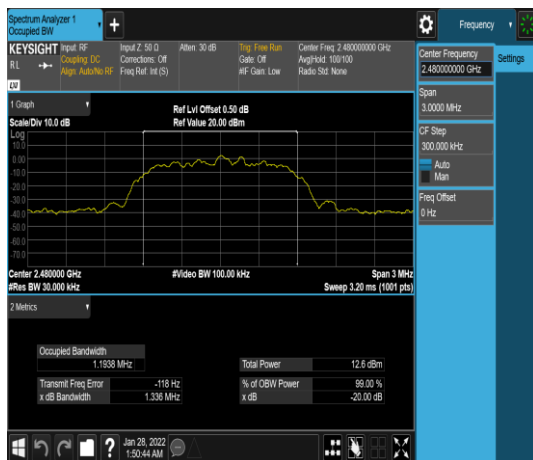 Spectrum Analyzer 1
Occupied BW
Frequency
KEYSIGHT
RL
Input: RF
Coupling: DC
Align: Auto/No RF
Input Z: 50 Ω
Corrections: Off
Freq Ref: Int (S)
Atten: 30 dB
Trig: Free Run
Gate: Off
#IF Gain: Low
Center Freq: 2.480000000 GHz
Avg|Hold: 100/100
Radio Std: None
LXI
Center Frequency
2.480000000 GHz
Settings
Span
3.0000 MHz
CF Step
300.000 kHz
Auto
Man
Freq Offset
0 Hz
1 Graph
Scale/Div 10.0 dB
Ref Lvl Offset 0.50 dB
Ref Value 20.00 dBm
Log
10.0
0.00
-10.0
-20.0
-30.0
-40.0
-50.0
-60.0
-70.0
Center 2.480000 GHz
#Res BW 30.000 kHz
#Video BW 100.00 kHz
Span 3 MHz
Sweep 3.20 ms (1001 pts)
2 Metrics
Occupied Bandwidth
1.1938 MHz
Total Power
12.6 dBm
Transmit Freq Error
-118 Hz
% of OBW Power
99.00 %
x dB Bandwidth
1.336 MHz
x dB
-20.00 dB
?
Jan 28, 2022
1:50:44 AM